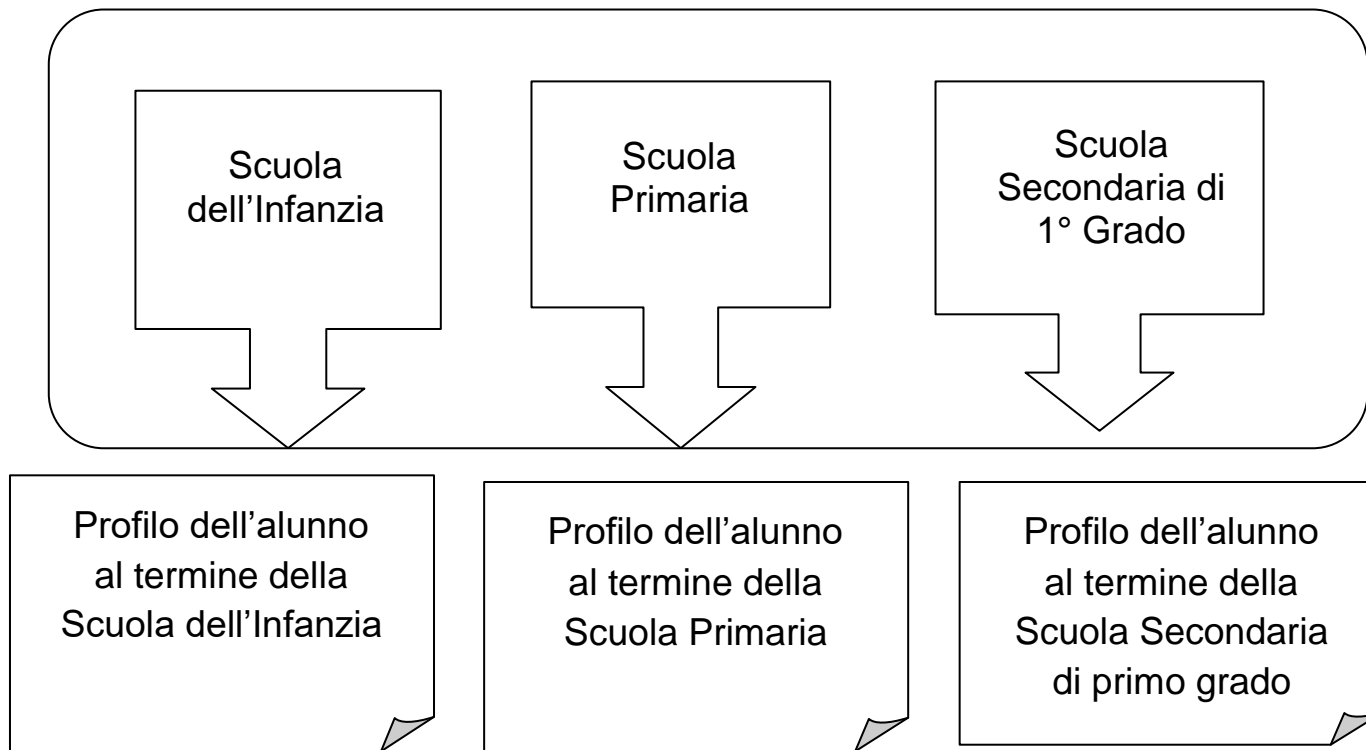 Scuola
dell’Infanzia
Scuola
Primaria
Scuola
Secondaria di
1° Grado
Profilo dell’alunno
al termine della
Scuola dell’Infanzia
Profilo dell’alunno
al termine della
Scuola Primaria
Profilo dell’alunno
al termine della
Scuola Secondaria
di primo grado